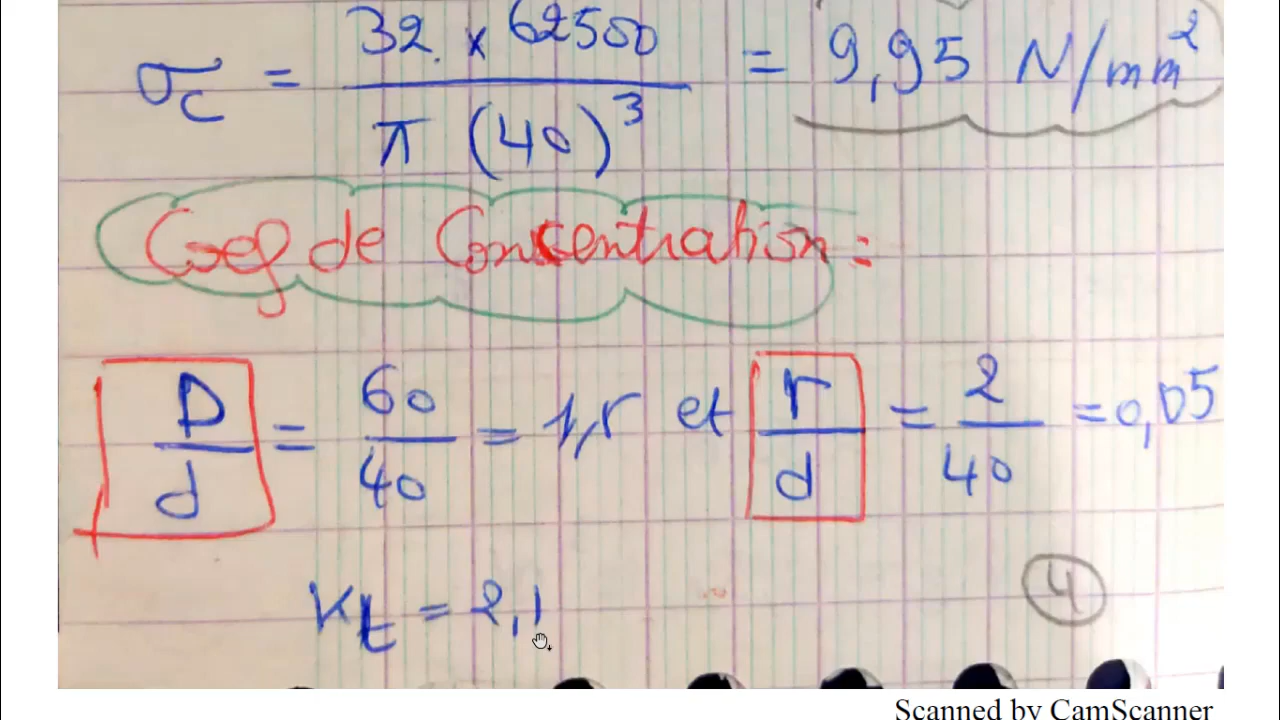 σc = 32. x 62500 / π (40)³ = 9,95 N/mm²
Coef de Concentration :
D/d = 60/40 = 1,5 et r/d = 2/40 = 0,05
Kt = 2,1
4
Scanned by CamScanner